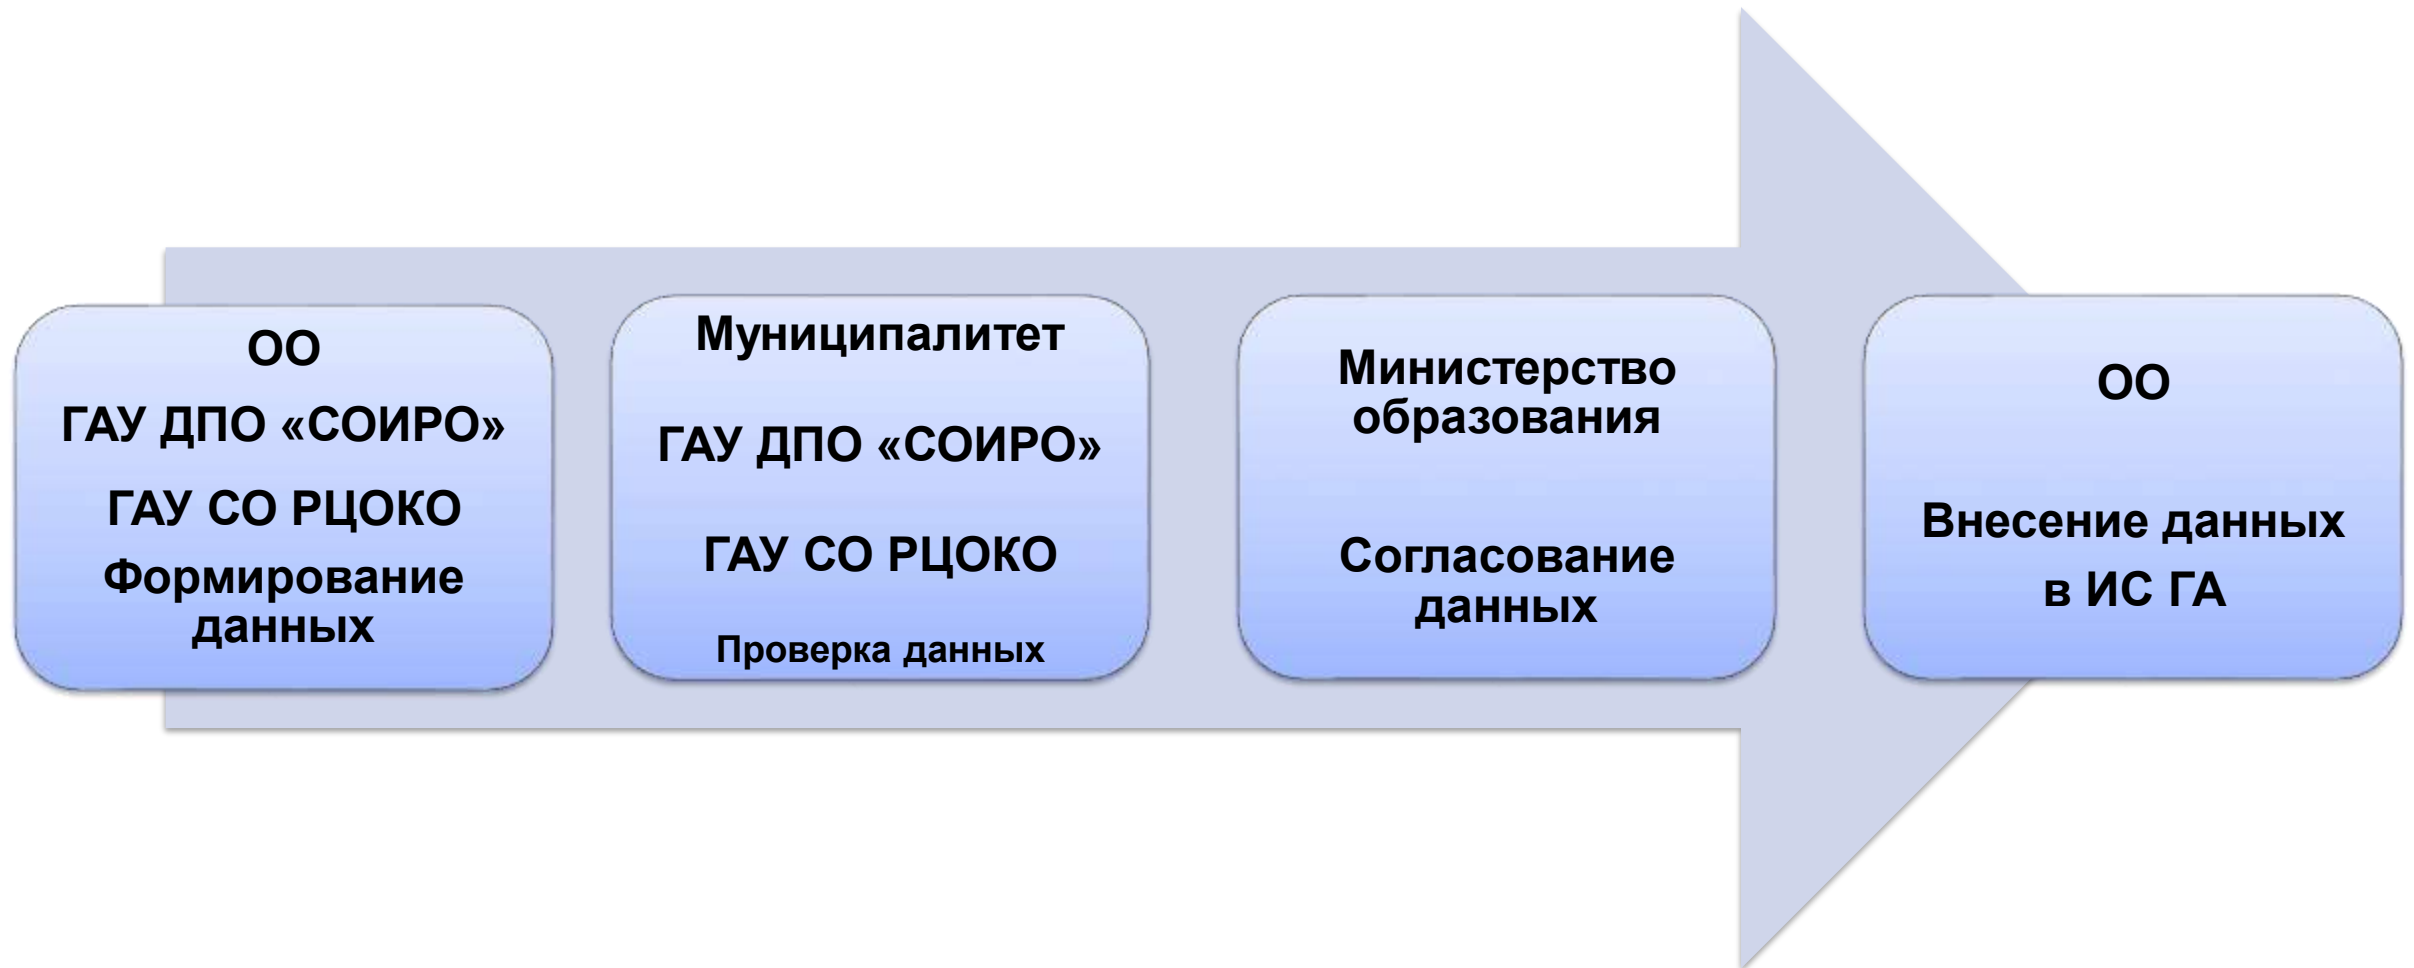 ОО
ГАУ ДПО «СОИРО»
ГАУ СО РЦОКО
Формирование
данных
Муниципалитет
ГАУ ДПО «СОИРО»
ГАУ СО РЦОКО
Проверка данных
Министерство
образования
Согласование
данных
ОО
Внесение данных
в ИС ГА